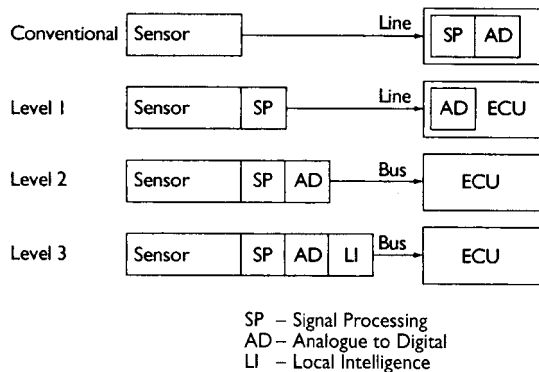 Conventional Sensor Line SP AD
Level 1 Sensor SP Line AD ECU
Level 2 Sensor SP AD Bus ECU
Level 3 Sensor SP AD LI Bus ECU
SP – Signal Processing
AD – Analogue to Digital
LI – Local Intelligence